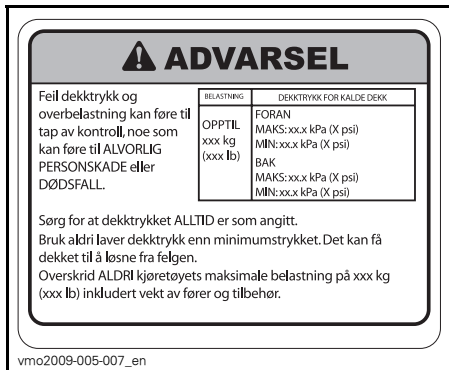 ADVARSEL
Feil dekktrykk og
overbelastning kan føre til
tap av kontroll, noe som
kan føre til ALVORLIG
PERSONSKADE eller
DØDSFALL.
BELASTNING
DEKKTRYKK FOR KALDE DEKK
OPPTIL
xxx kg
(xxx lb)
FORAN
MAKS: xx.x kPa (X psi)
MIN: xx.x kPa (X psi)
BAK
MAKS: xx.x kPa (X psi)
MIN: xx.x kPa (X psi)
Sørg for at dekktrykket ALLTID er som angitt.
Bruk aldri laver dekktrykk enn minimumstrykket. Det kan få
dekket til å løsne fra felgen.
Overskrid ALDRI kjøretøyets maksimale belastning på xxx kg
(xxx lb) inkludert vekt av fører og tilbehør.
vmo2009-005-007_en